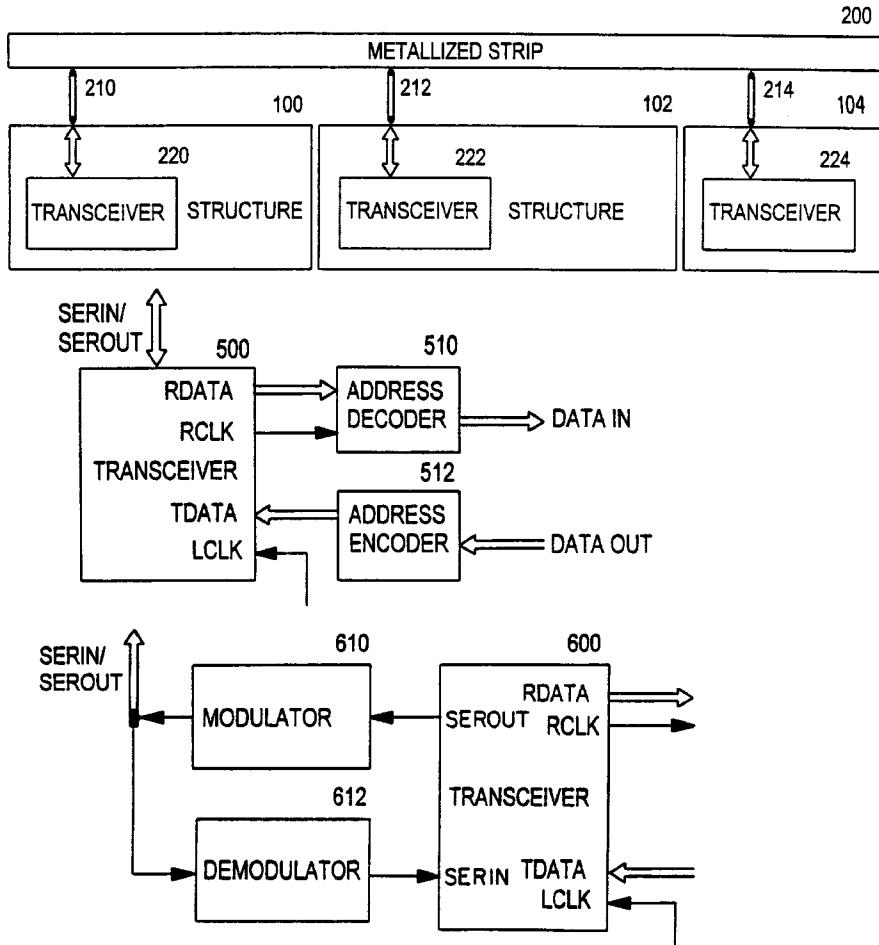 200
METALLIZED STRIP
210
100
212
102
214
104
220
222
224
TRANSCEIVER
STRUCTURE
TRANSCEIVER
STRUCTURE
TRANSCEIVER
SERIN/
SEROUT
500
510
RDATA
ADDRESS
DECODER
DATA IN
RCLK
TRANSCEIVER
512
TDATA
ADDRESS
ENCODER
DATA OUT
LCLK
SERIN/
SEROUT
610
600
MODULATOR
RDATA
SEROUT
RCLK
TRANSCEIVER
612
DEMODULATOR
SERIN
TDATA
LCLK